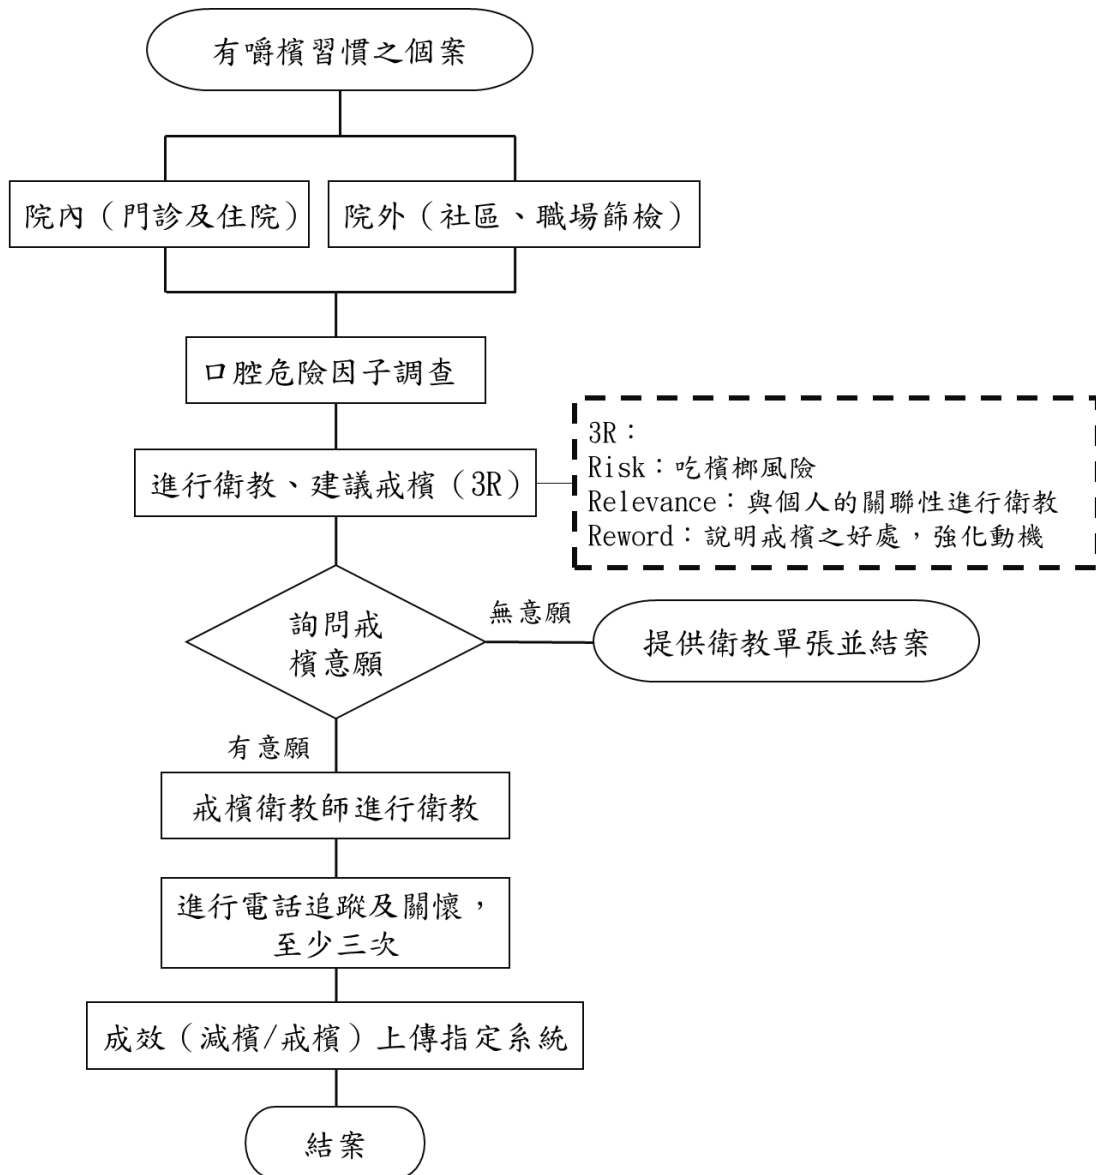 有嚼檳習慣之個案
院內（門診及住院）
院外（社區、職場篩檢）
口腔危險因子調查
進行衛教、建議戒檳（3R）
3R：
Risk：吃檳榔風險
Relevance：與個人的關聯性進行衛教
Reword：說明戒檳之好處，強化動機
詢問戒
檳意願
無意願
提供衛教單張並結案
有意願
戒檳衛教師進行衛教
進行電話追蹤及關懷，
至少三次
成效（減檳/戒檳）上傳指定系統
結案